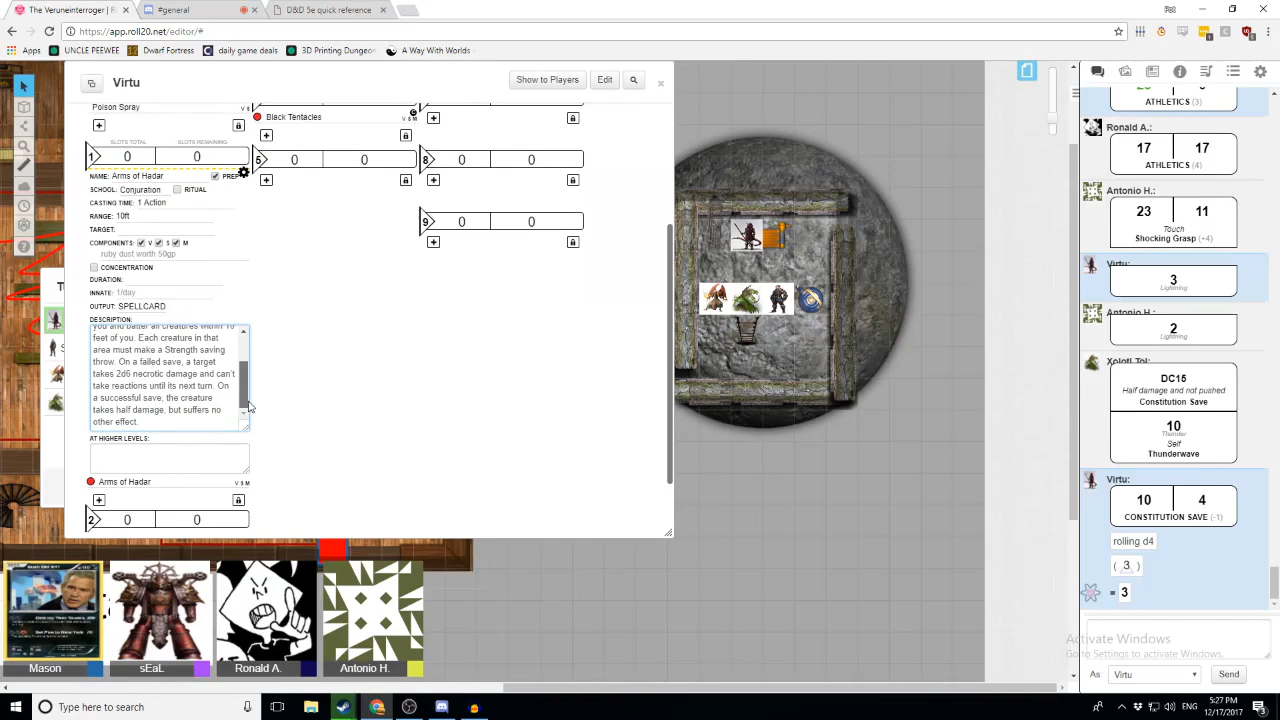 The Veruneinterroger | R
#general
D&D 5e quick reference
https://app.roll20.net/editor/#
Apps
UNCLE PEEWEE
Dwarf Fortress
daily game deals
3D Printing Dungeon
A Way With Worlds
Virtu
Show to Players
Edit
Poison Spray
V S
Black Tentacles
V S M
SLOTS TOTAL
SLOTS REMAINING
1
0
0
5
0
0
8
0
0
NAME: Arms of Hadar
PREP
SCHOOL: Conjuration
RITUAL
CASTING TIME: 1 Action
RANGE: 10ft
TARGET:
COMPONENTS: V S M
ruby dust worth 50gp
CONCENTRATION
DURATION:
INNATE: 1/day
OUTPUT: SPELLCARD
DESCRIPTION:
you and batter all creatures within 10
feet of you. Each creature in that
area must make a Strength saving
throw. On a failed save, a target
takes 2d6 necrotic damage and can't
take reactions until its next turn. On
a successful save, the creature
takes half damage, but suffers no
other effect.
AT HIGHER LEVELS:
Arms of Hadar
V S M
2
0
0
9
0
0
Mason
sEaL
Ronald A.
Antonio H.
ATHLETICS (3)
Ronald A.:
17
17
ATHLETICS (4)
Antonio H.:
23
11
Touch
Shocking Grasp (+4)
Virtu:
3
Lightning
Antonio H.:
2
Lightning
Xolotl Tol:
DC15
Half damage and not pushed
Constitution Save
10
Thunder
Self
Thunderwave
Virtu:
10
4
CONSTITUTION SAVE (-1)
rolling d4
( 3 )
= 3
Activate Windows
Go to Settings to activate Windows.
As
Virtu
Send
Type here to search
5:27 PM
12/17/2017